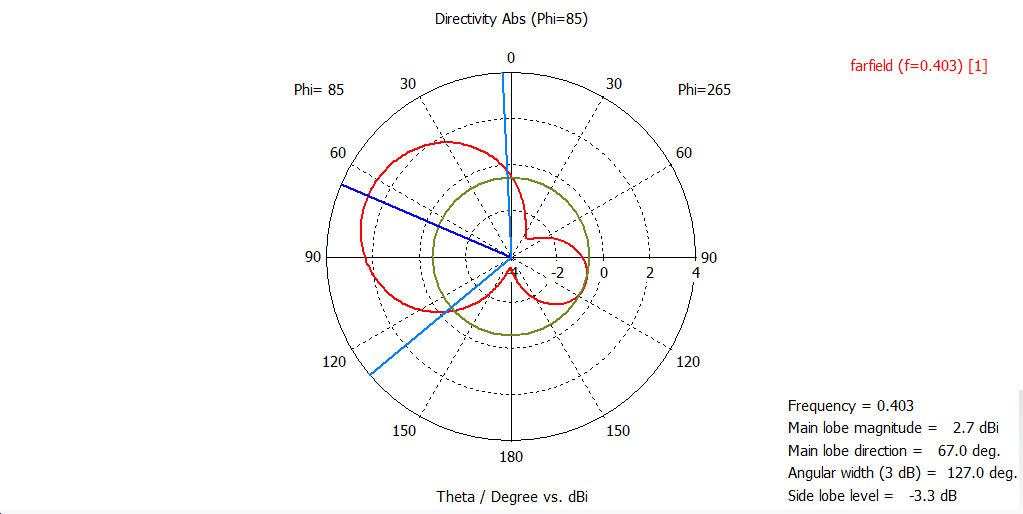 Directivity Abs (Phi=85)
farfield (f=0.403) [1]
Phi= 85
30
0
30
Phi=265
60
60
90
-4
-2
0
2
4
90
120
120
150
150
180
Theta / Degree vs. dBi
Frequency = 0.403
Main lobe magnitude = 2.7 dBi
Main lobe direction = 67.0 deg.
Angular width (3 dB) = 127.0 deg.
Side lobe level = -3.3 dB